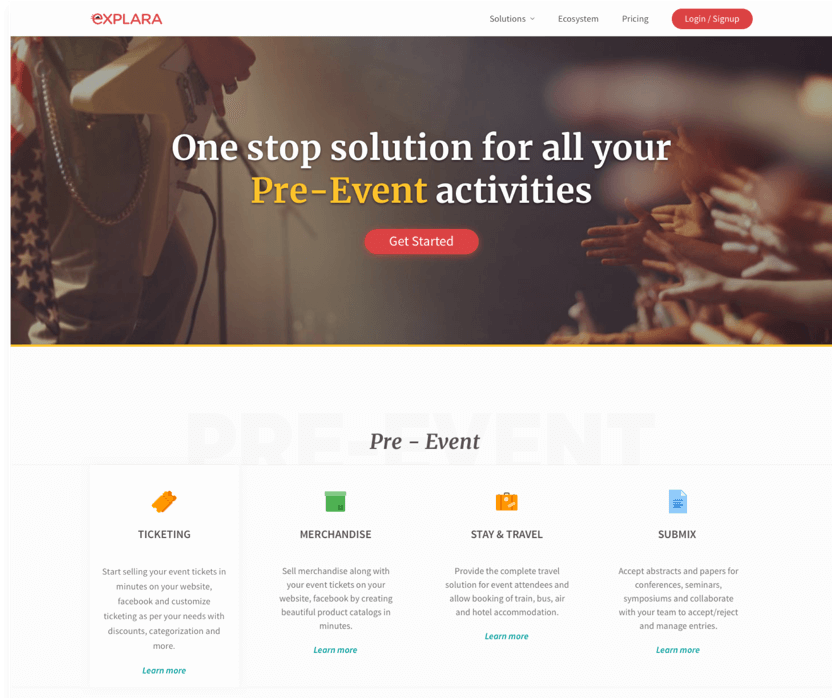 eXPLARA
Solutions
Ecosystem
Pricing
Login / Signup
One stop solution for all your
Pre-Event activities
Get Started
PRE-EVENT
Pre - Event
TICKETING
Start selling your event tickets in
minutes on your website,
facebook and customize
ticketing as per your needs with
discounts, categorization and
more.
Learn more
MERCHANDISE
Sell merchandise along with
your event tickets on your
website, facebook by creating
beautiful product catalogs in
minutes.
Learn more
STAY & TRAVEL
Provide the complete travel
solution for event attendees and
allow booking of train, bus, air
and hotel accommodation.
Learn more
SUBMIX
Accept abstracts and papers for
conferences, seminars,
symposiums and collaborate
with your team to accept/reject
and manage entries.
Learn more